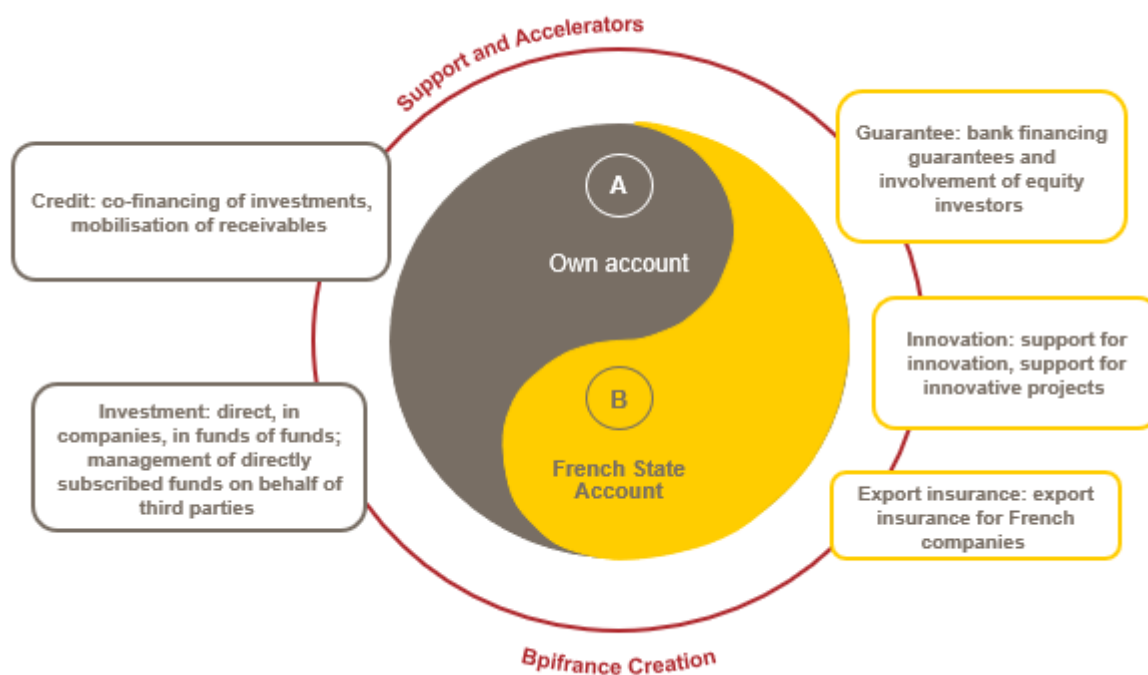 Support and Accelerators
Credit: co-financing of investments,
mobilisation of receivables
Investment: direct, in
companies, in funds of funds;
management of directly
subscribed funds on behalf of
third parties
A
Own account
B
French State
Account
Guarantee: bank financing
guarantees and
involvement of equity
investors
Innovation: support for
innovation, support for
innovative projects
Export insurance: export
insurance for French
companies
Bpifrance Creation